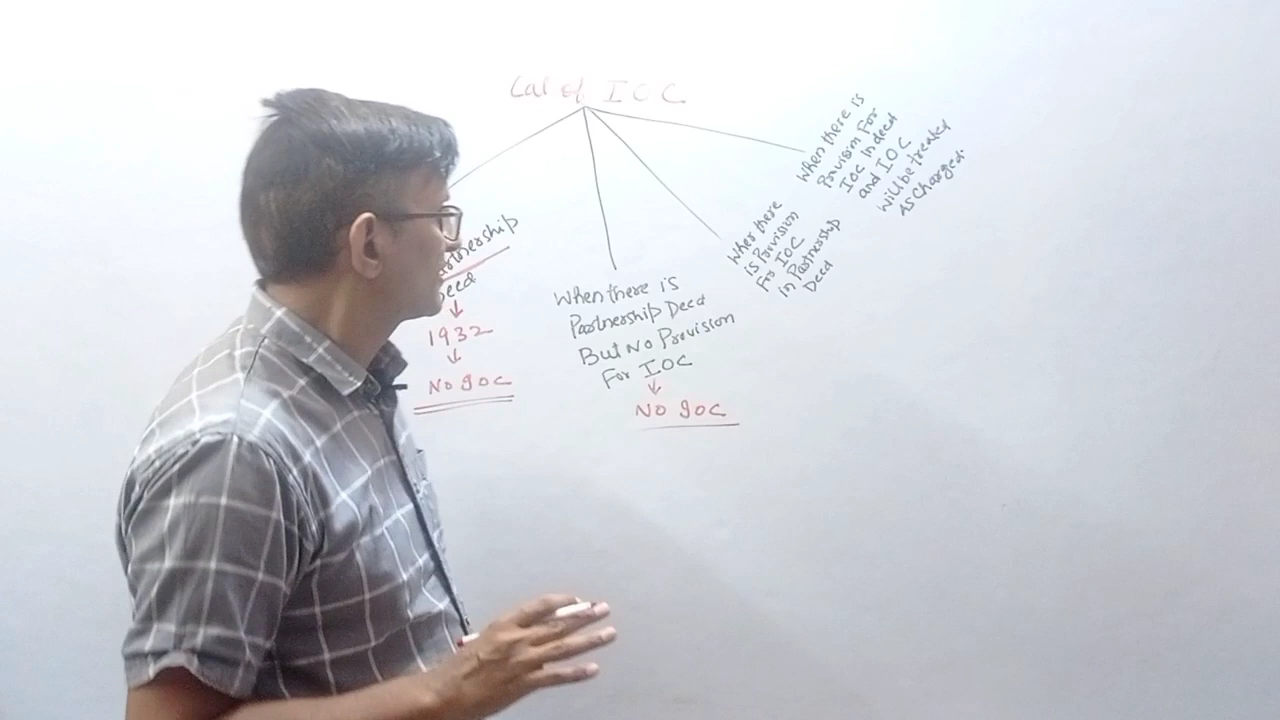 Cal of IOC
Partnership
Deed
1932
NO IOC
When there is
Partnership Deed
But No Provision
For IOC
NO IOC
When there
is Provision
For IOC
in Partnership
Deed
When there is
Provision For
IOC In deed
and IOC
will be treated
As Charged.